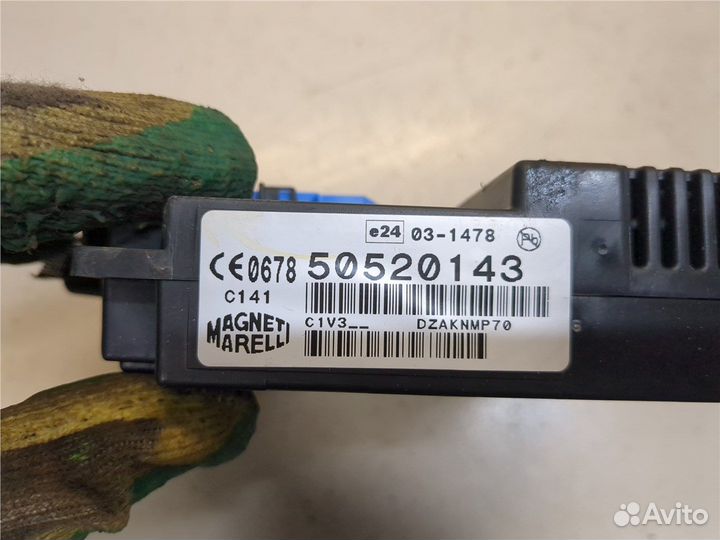 e24 03-1478
CE0678 50520143
C141
C1V3__ DZAKNMP70
MAGNETI
MARELLI
Avito